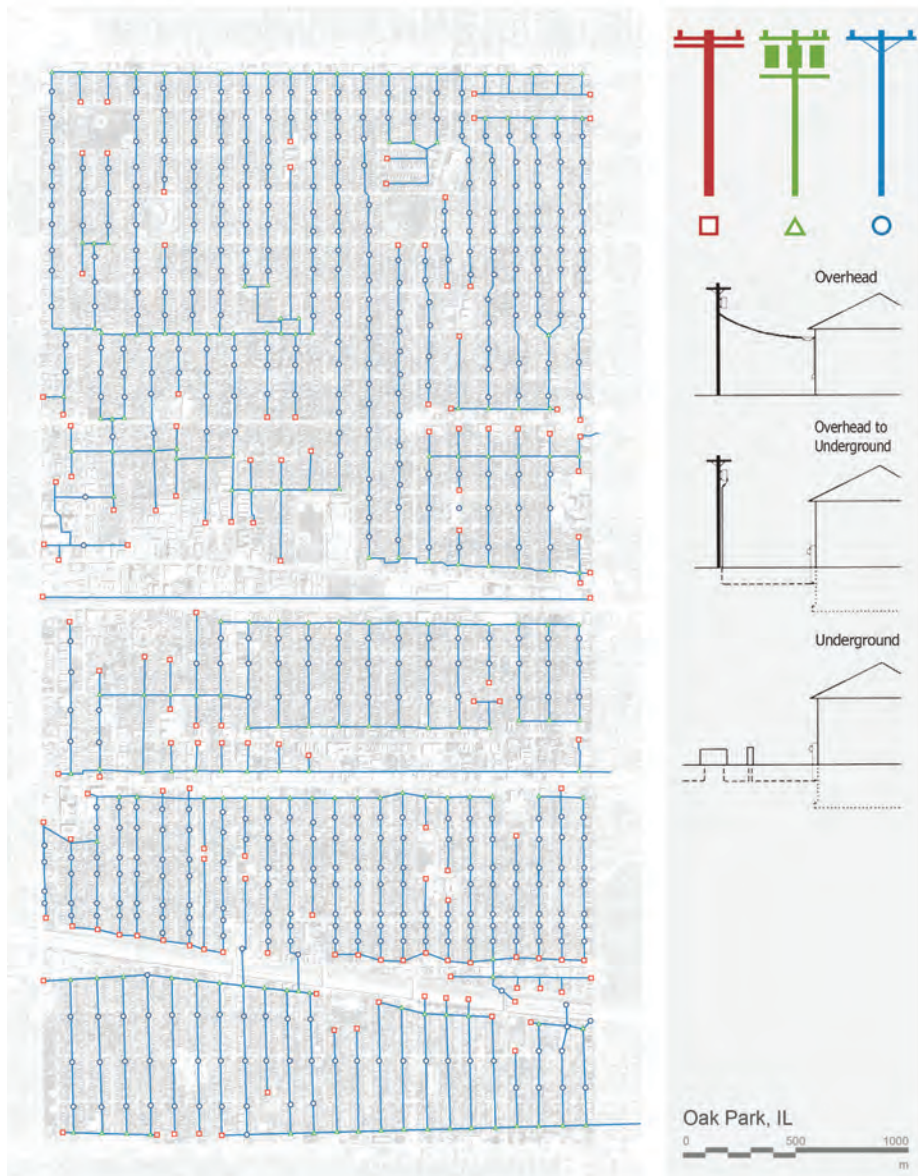 Overhead
Overhead to
Underground
Underground
Oak Park, IL
0 500 1000
m